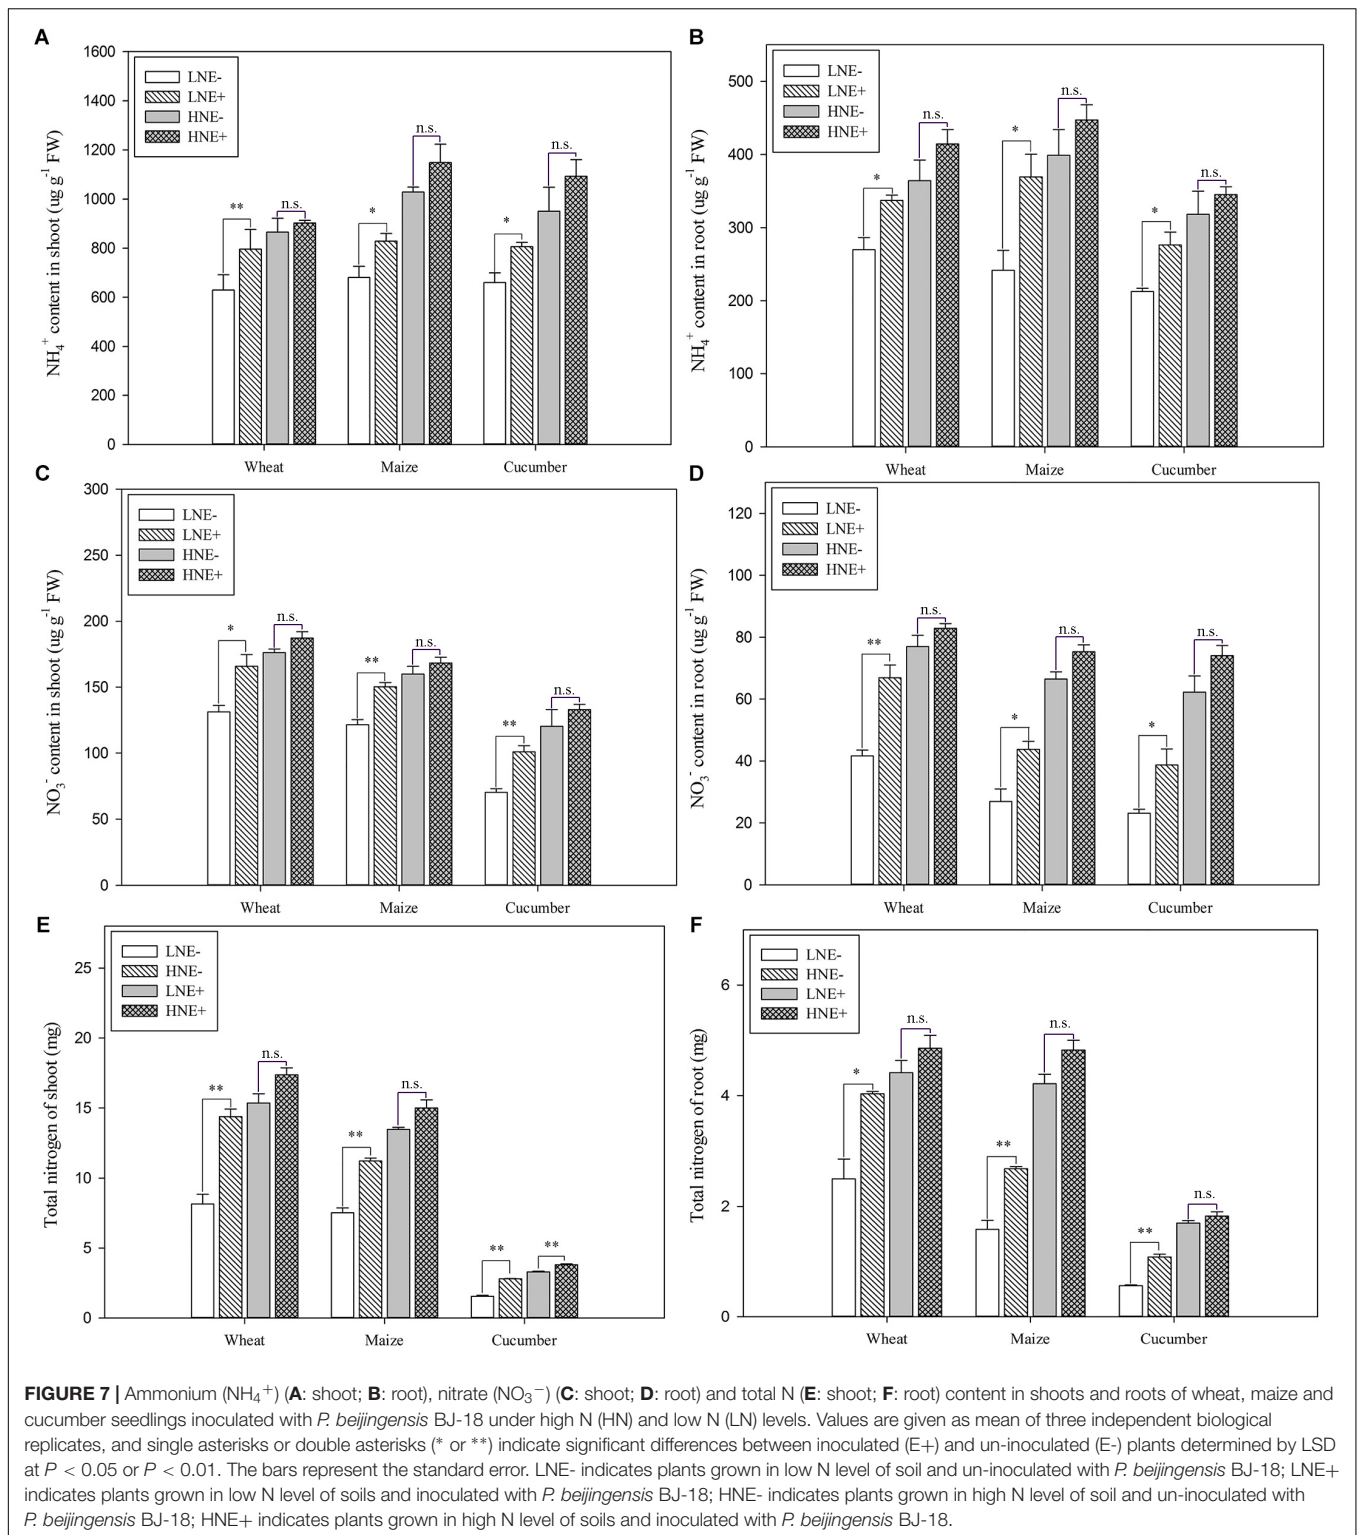 A
1600
1400
1200
1000
800
600
400
200
0
NH4+ content in shoot (ug g-1 FW)
LNE-
LNE+
HNE-
HNE+
**
n.s.
*
n.s.
*
n.s.
Wheat Maize Cucumber
B
500
400
300
200
100
0
NH4+ content in root (ug g-1 FW)
LNE-
LNE+
HNE-
HNE+
*
n.s.
*
n.s.
*
n.s.
Wheat Maize Cucumber
C
300
250
200
150
100
50
0
NO3- content in shoot (ug g-1 FW)
LNE-
LNE+
HNE-
HNE+
*
n.s.
**
n.s.
**
n.s.
Wheat Maize Cucumber
D
120
100
80
60
40
20
0
NO3- content in root (ug g-1 FW)
LNE-
LNE+
HNE-
HNE+
**
n.s.
*
n.s.
*
n.s.
Wheat Maize Cucumber
E
25
20
15
10
5
0
Total nitrogen of shoot (mg)
LNE-
HNE-
LNE+
HNE+
**
n.s.
**
n.s.
**
**
Wheat Maize Cucumber
F
6
4
2
0
Total nitrogen of root (mg)
LNE-
HNE-
LNE+
HNE+
*
n.s.
**
n.s.
**
n.s.
Wheat Maize Cucumber
FIGURE 7 | Ammonium (NH4+) (A: shoot; B: root), nitrate (NO3−) (C: shoot; D: root) and total N (E: shoot; F: root) content in shoots and roots of wheat, maize and
cucumber seedlings inoculated with P. beijingensis BJ-18 under high N (HN) and low N (LN) levels. Values are given as mean of three independent biological
replicates, and single asterisks or double asterisks (* or **) indicate significant differences between inoculated (E+) and un-inoculated (E-) plants determined by LSD
at P < 0.05 or P < 0.01. The bars represent the standard error. LNE- indicates plants grown in low N level of soil and un-inoculated with P. beijingensis BJ-18; LNE+
indicates plants grown in low N level of soils and inoculated with P. beijingensis BJ-18; HNE- indicates plants grown in high N level of soil and un-inoculated with
P. beijingensis BJ-18; HNE+ indicates plants grown in high N level of soils and inoculated with P. beijingensis BJ-18.